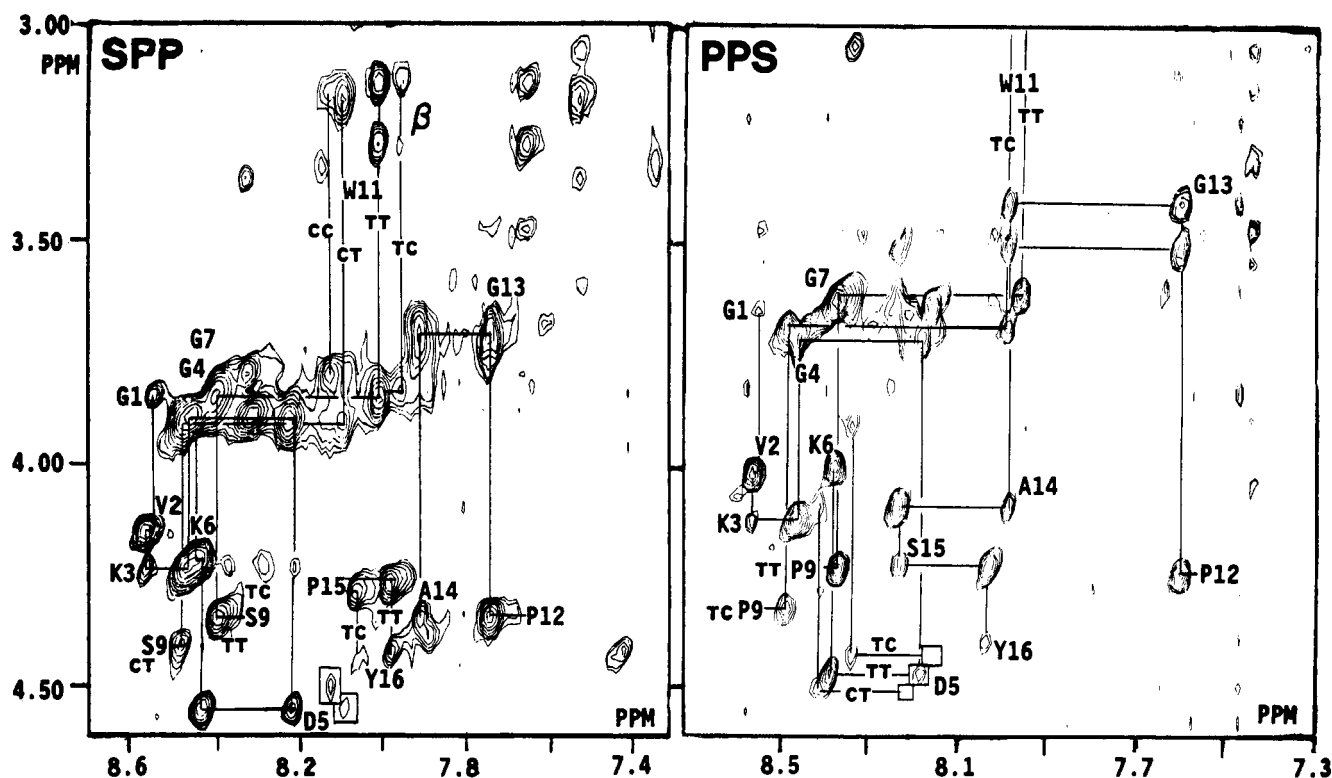 3.00
PPM
3.50
4.00
4.50
SPP
β
W11
CC
CT
TT
TC
G13
G7
G4
G1
V2
K6
K3
TC
S9
TT
S9
CT
P15
TT
TC
A14
Y16
P12
D5
PPM
8.6
8.2
7.8
7.4
PPS
W11
TT
TC
G13
G7
G1
G4
V2
K6
K3
A14
S15
TT
P9
TC
P9
P12
Y16
TC
TT
CT
D5
PPM
8.5
8.1
7.7
7.3